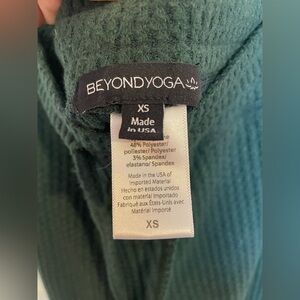 BEYONDYOGA
XS
Made
in USA
48% Polyester/
poliester/ Polyester
3% Spandex/
elastano/ Spandex
Made in the USA of
Imported Material
Hecho en estados unidos
con material importado
Fabriqué aux États-Unis avec
Matériel Importé
XS